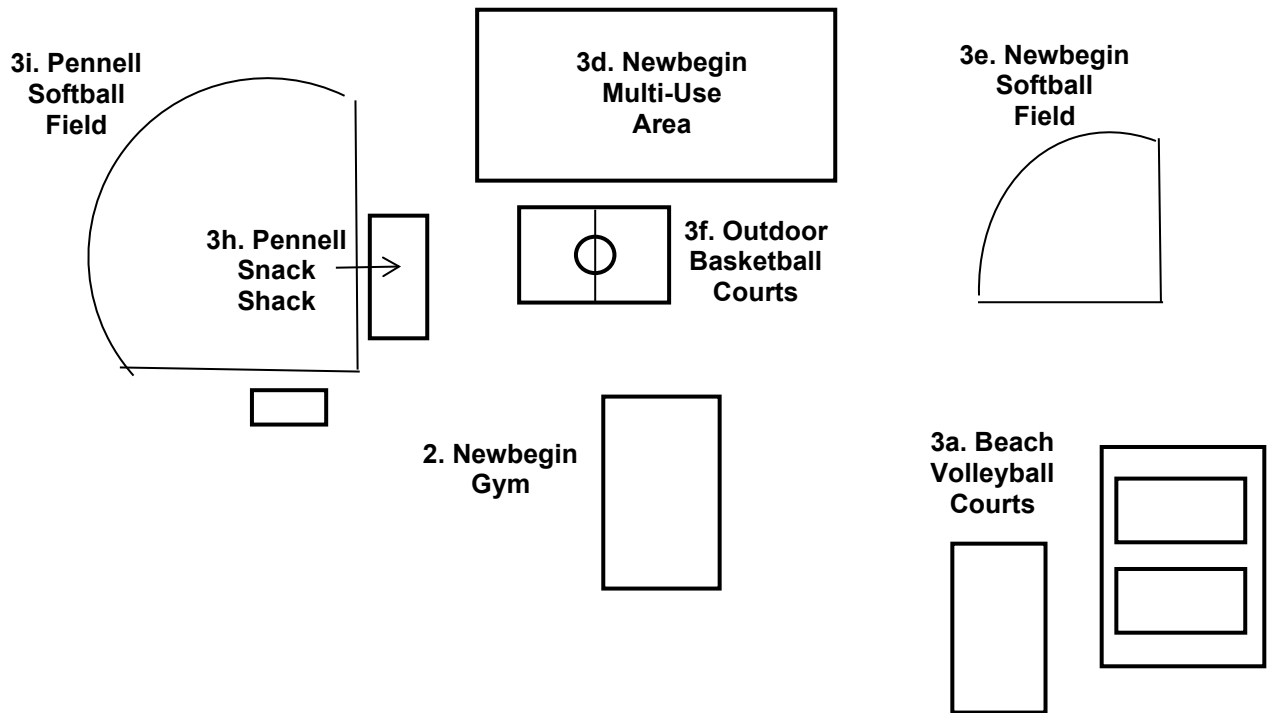 3i. Pennell
Softball
Field
3d. Newbegin
Multi-Use
Area
3e. Newbegin
Softball
Field
3h. Pennell
Snack
Shack
3f. Outdoor
Basketball
Courts
2. Newbegin
Gym
3a. Beach
Volleyball
Courts